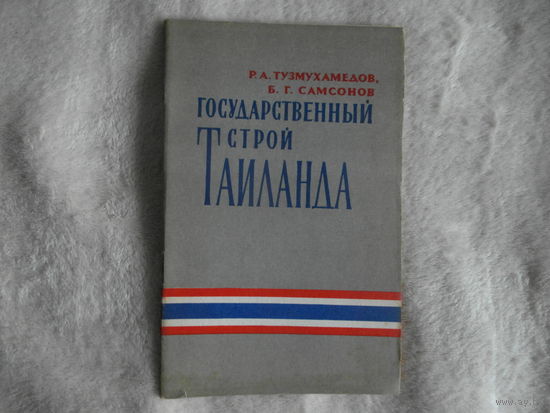 Р. А. ТУЗМУХАМЕДОВ,
Б. Г. САМСОНОВ
ГОСУДАРСТВЕННЫЙ
СТРОЙ
ТАИЛАНДА